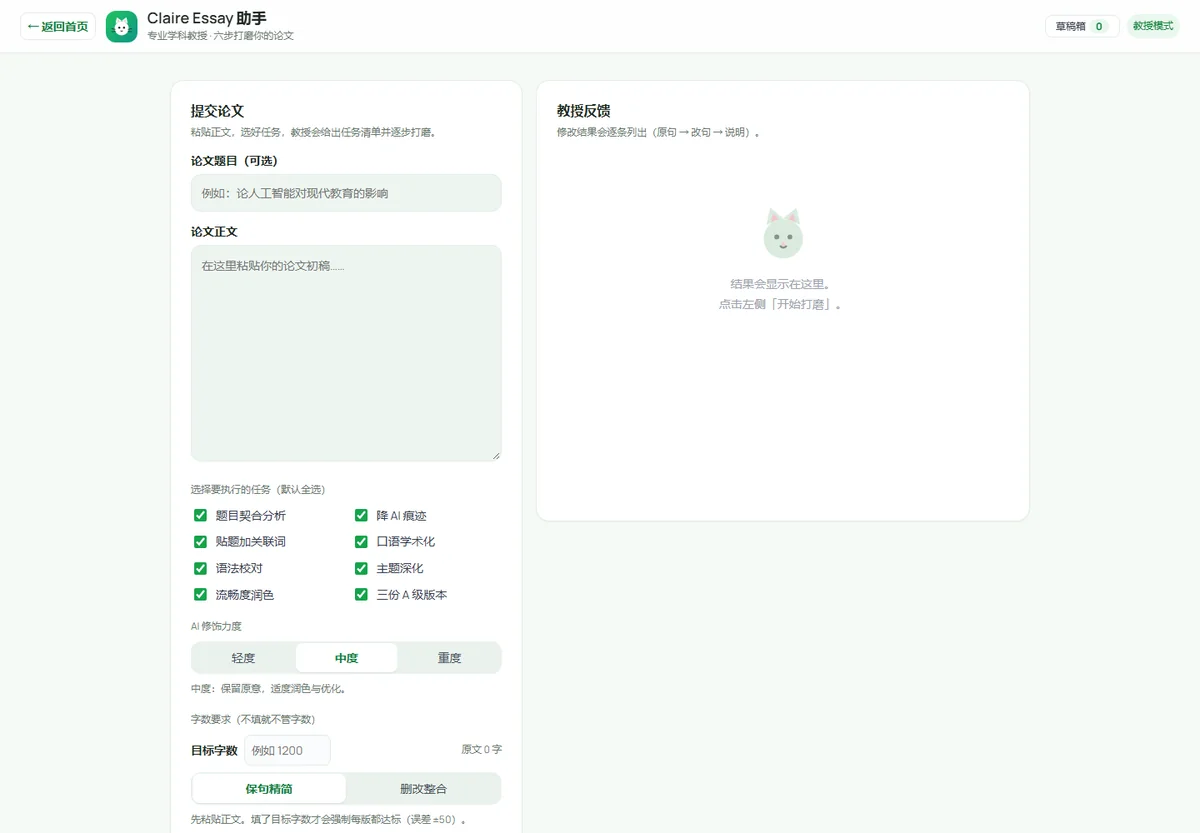 ←返回首页
Claire Essay 助手
专业学科教授 · 六步打磨你的论文
草稿箱 0
教授模式
提交论文
粘贴正文，选好任务，教授会给出任务清单并逐步打磨。
论文题目（可选）
例如：论人工智能对现代教育的影响
论文正文
在这里粘贴你的论文初稿……
选择要执行的任务（默认全选）
题目契合分析
降 AI 痕迹
贴题加关联词
口语学术化
语法校对
主题深化
流畅度润色
三份 A 级版本
AI 修饰力度
轻度
中度
重度
中度：保留原意，适度润色与优化。
字数要求（不填就不管字数）
目标字数
例如 1200
原文 0 字
保句精简
删改整合
先粘贴正文。填了目标字数才会强制每版都达标（误差 ±50）。
教授反馈
修改结果会逐条列出（原句 → 改句 → 说明）。
结果会显示在这里。
点击左侧「开始打磨」。